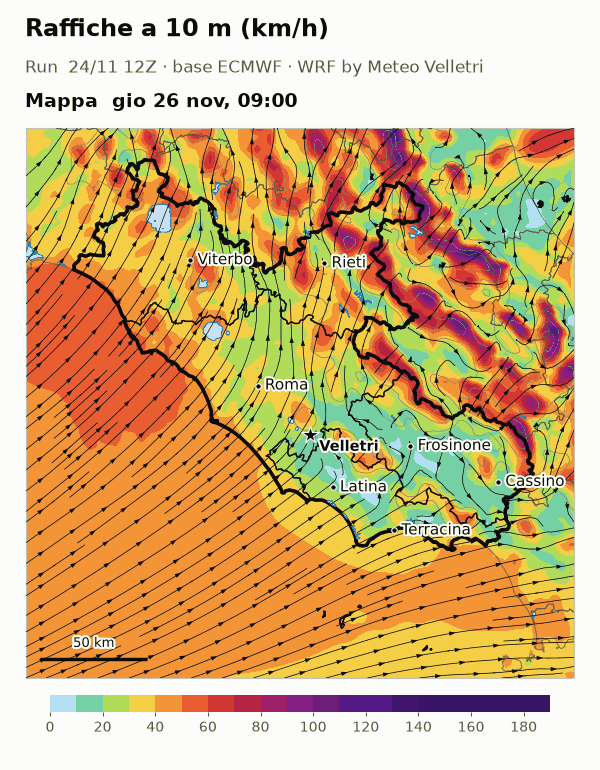 Raffiche a 10 m (km/h)
Run  24/11 12Z · base ECMWF · WRF by Meteo Velletri
Mappa  gio 26 nov, 09:00
Viterbo
Rieti
Roma
Velletri
Frosinone
Cassino
Latina
Terracina
50 km
0 20 40 60 80 100 120 140 160 180